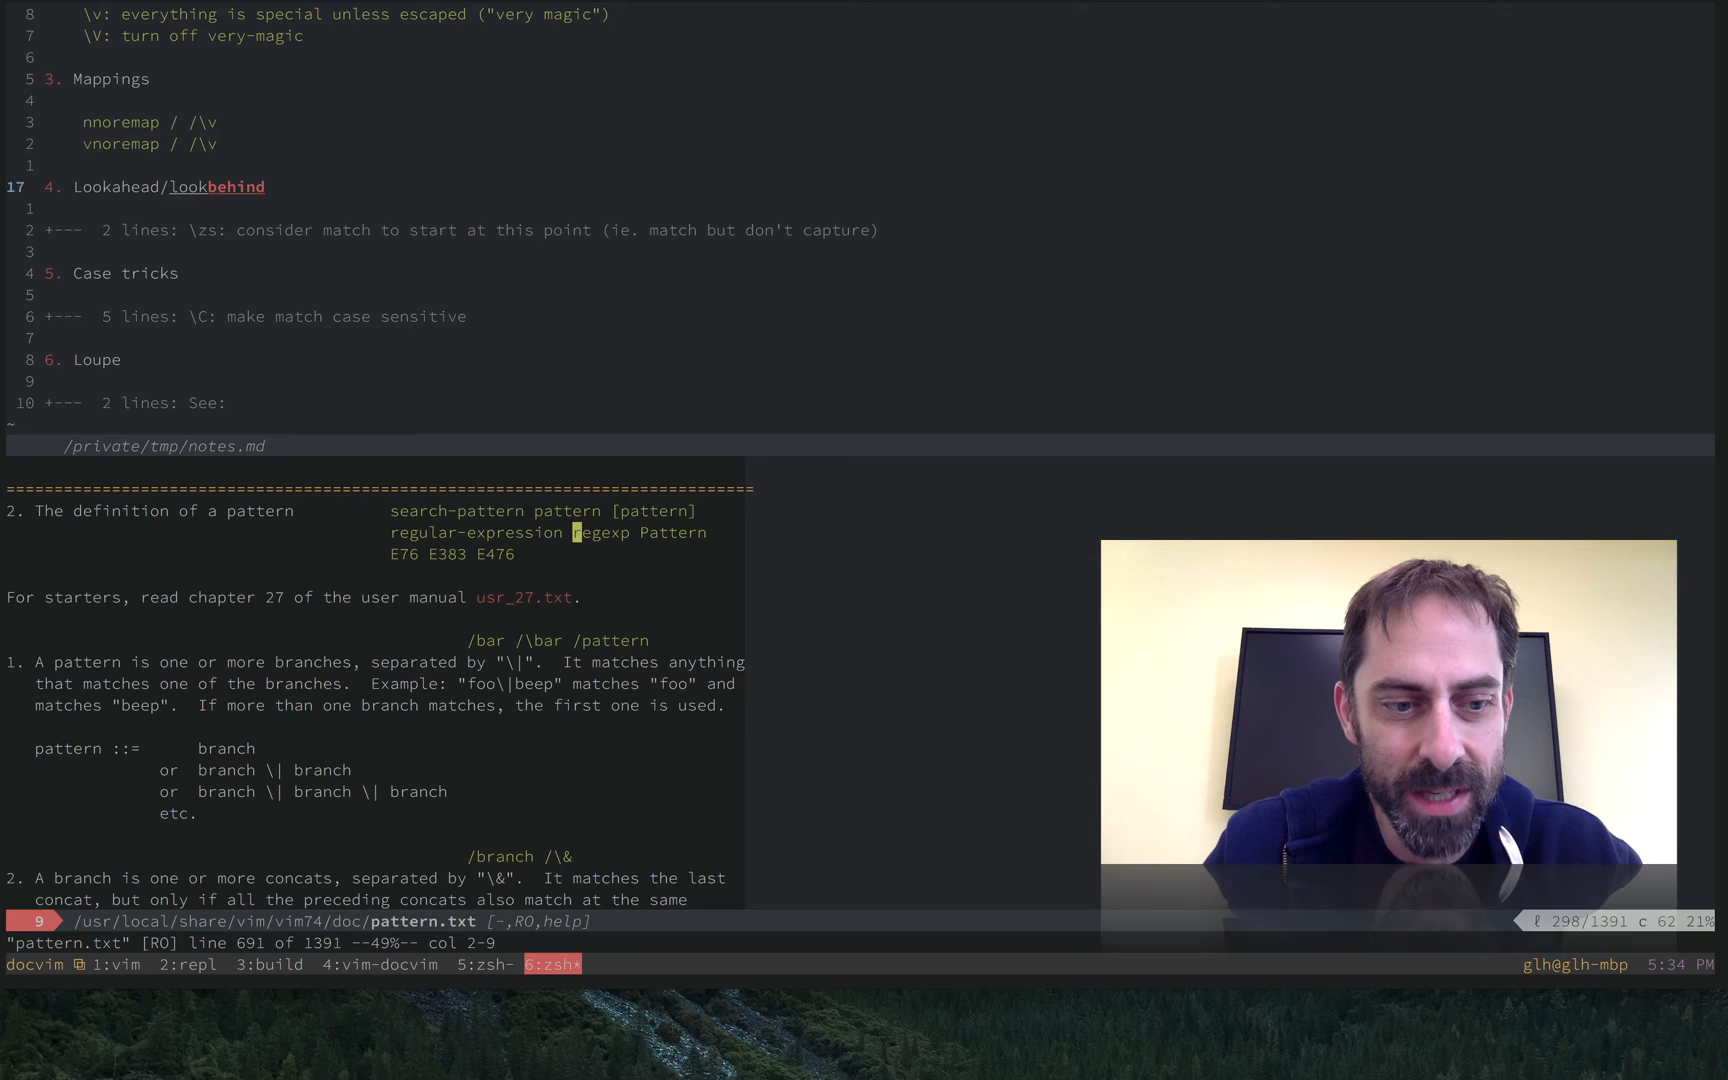 8 \v: everything is special unless escaped ("very magic")
7 \V: turn off very-magic
6
5 3. Mappings
4
3 nnoremap / /\v
2 vnoremap / /\v
1
17 4. Lookahead/lookbehind
1
2 +--- 2 lines: \zs: consider match to start at this point (ie. match but don't capture)
3
4 5. Case tricks
5
6 +--- 5 lines: \C: make match case sensitive
7
8 6. Loupe
9
10 +--- 2 lines: See:
~
/private/tmp/notes.md
==============================================================================
2. The definition of a pattern search-pattern pattern [pattern]
regular-expression regexp Pattern
E76 E383 E476
For starters, read chapter 27 of the user manual usr_27.txt.
/bar /\bar /pattern
1. A pattern is one or more branches, separated by "\|". It matches anything
that matches one of the branches. Example: "foo\|beep" matches "foo" and
matches "beep". If more than one branch matches, the first one is used.
pattern ::= branch
or branch \| branch
or branch \| branch \| branch
etc.
/branch /\&
2. A branch is one or more concats, separated by "\&". It matches the last
concat, but only if all the preceding concats also match at the same
9 /usr/local/share/vim/vim74/doc/pattern.txt [-,RO,help] ℓ 298/1391 c 62 21%
"pattern.txt" [RO] line 691 of 1391 --49%-- col 2-9
docvim 1:vim 2:repl 3:build 4:vim-docvim 5:zsh- 6:zsh* glh@glh-mbp 5:34 PM